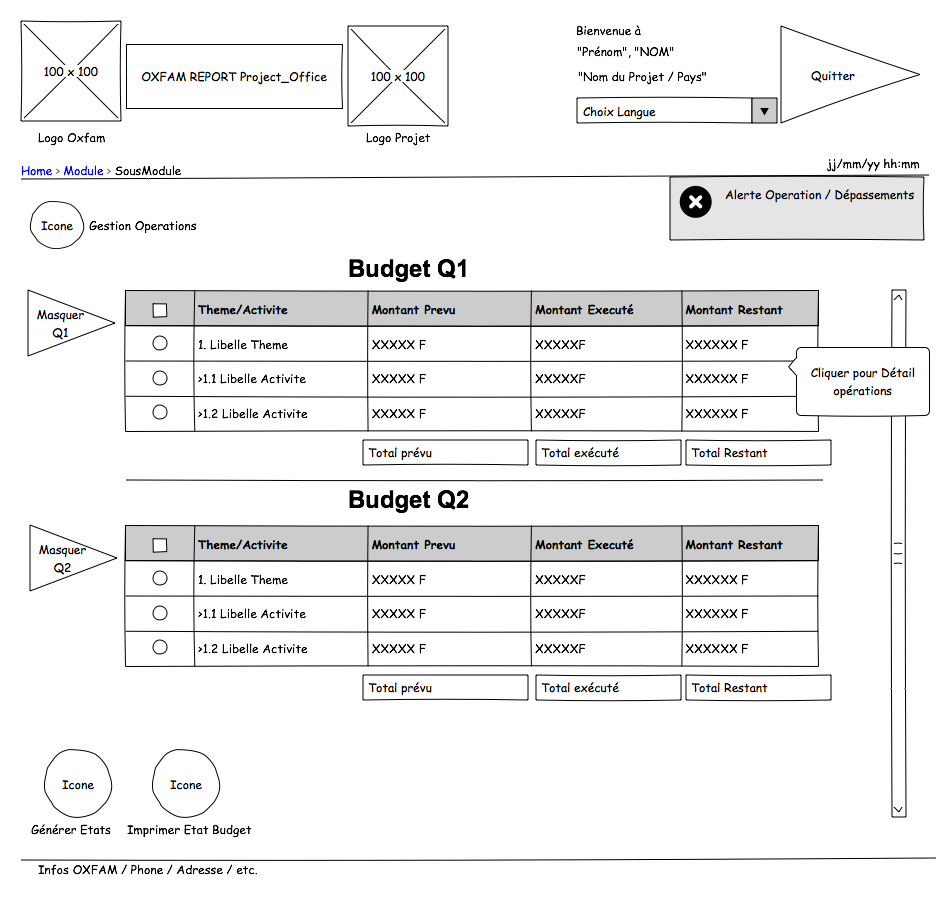 100 x 100
OXFAM REPORT Project_Office
100 x 100
Logo Oxfam
Logo Projet
Bienvenue à
"Prénom", "NOM"
"Nom du Projet / Pays"
Choix Langue
Quitter
jj/mm/yy hh:mm
Home > Module > SousModule
Alerte Operation / Dépassements
Icone
Gestion Operations
Budget Q1
Masquer
Q1
Theme/Activite Montant Prevu Montant Executé Montant Restant
1. Libelle Theme XXXXX F XXXXXF XXXXXX F
>1.1 Libelle Activite XXXXX F XXXXXF XXXXXX F
>1.2 Libelle Activite XXXXX F XXXXXF XXXXXX F
Cliquer pour Détail
opérations
Total prévu Total exécuté Total Restant
Budget Q2
Masquer
Q2
Theme/Activite Montant Prevu Montant Executé Montant Restant
1. Libelle Theme XXXXX F XXXXXF XXXXXX F
>1.1 Libelle Activite XXXXX F XXXXXF XXXXXX F
>1.2 Libelle Activite XXXXX F XXXXXF XXXXXX F
Total prévu Total exécuté Total Restant
Icone
Icone
Générer Etats
Imprimer Etat Budget
Infos OXFAM / Phone / Adresse / etc.